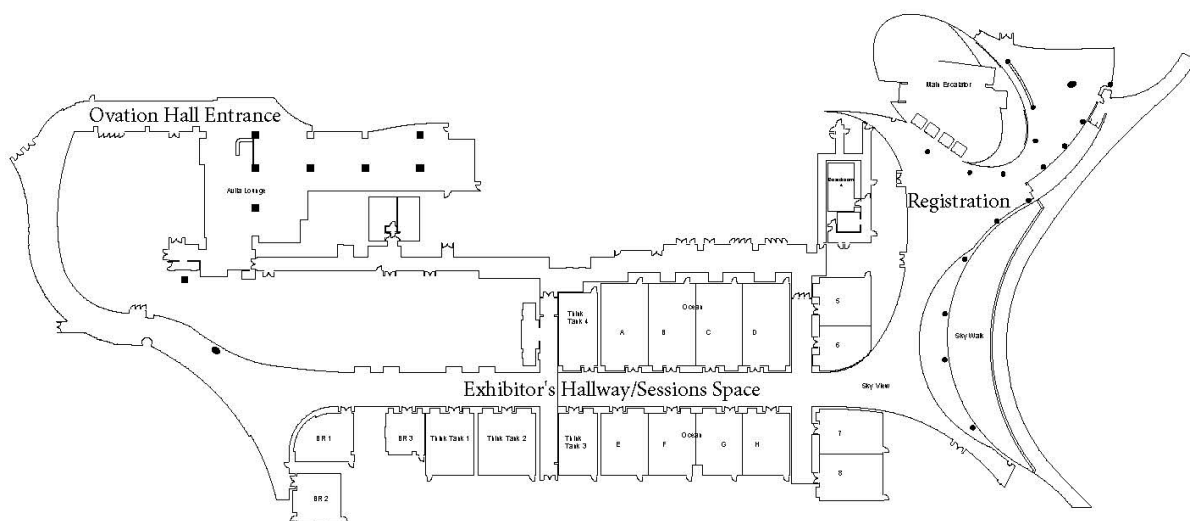 Main Escalator
Ovation Hall Entrance
Aulta Lounge
Boardroom
A
Registration
5
Think
Tank 4
Ocean
A
B
C
D
6
Sky Walk
Exhibitor's Hallway/Sessions Space
Sky View
BR 1
BR 3
Think Tank 1
Think Tank 2
Think
Tank 3
Ocean
E
F
G
H
7
8
BR 2